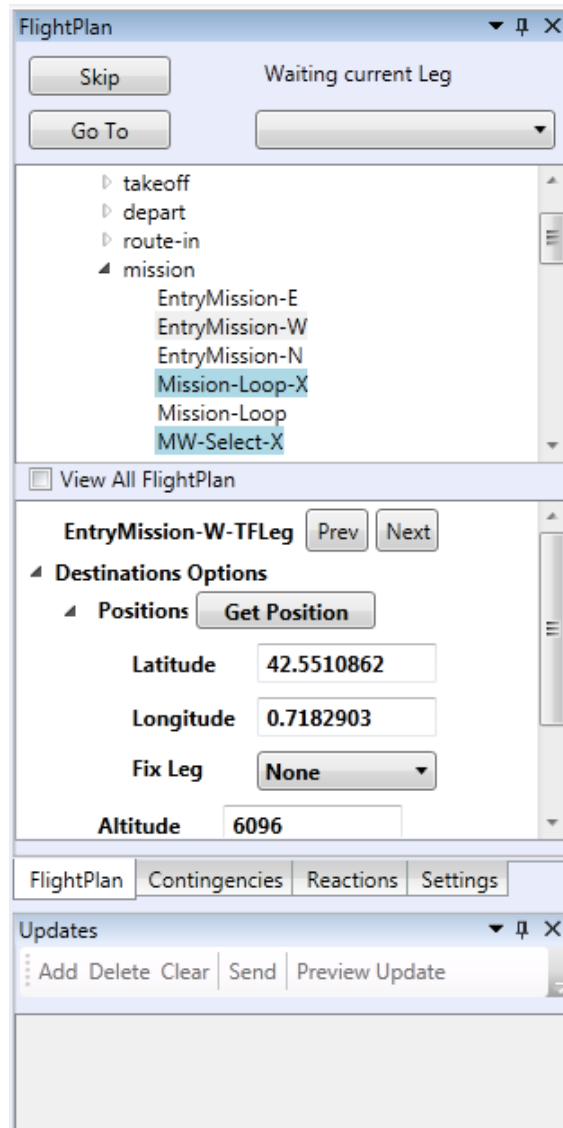 FlightPlan
Skip Waiting current Leg
Go To
takeoff
depart
route-in
mission
EntryMission-E
EntryMission-W
EntryMission-N
Mission-Loop-X
Mission-Loop
MW-Select-X
View All FlightPlan
EntryMission-W-TFLeg Prev Next
Destinations Options
Positions Get Position
Latitude 42.5510862
Longitude 0.7182903
Fix Leg None
Altitude 6096
FlightPlan Contingencies Reactions Settings
Updates
Add Delete Clear Send Preview Update